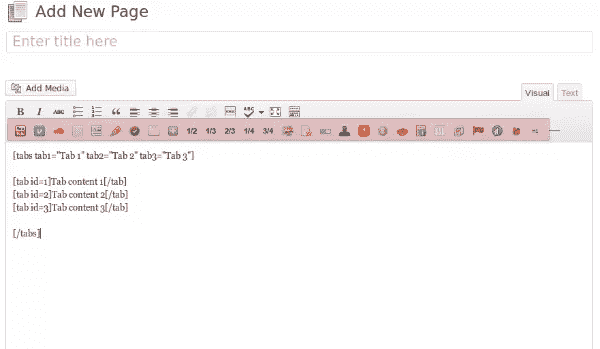 Add New Page
Enter title here
Add Media
Visual Text
B I ABC ABC
1/2 1/3 2/3 1/4 3/4
[tabs tab1="Tab 1" tab2="Tab 2" tab3="Tab 3"]
[tab id=1]Tab content 1[/tab]
[tab id=2]Tab content 2[/tab]
[tab id=3]Tab content 3[/tab]
[/tabs]